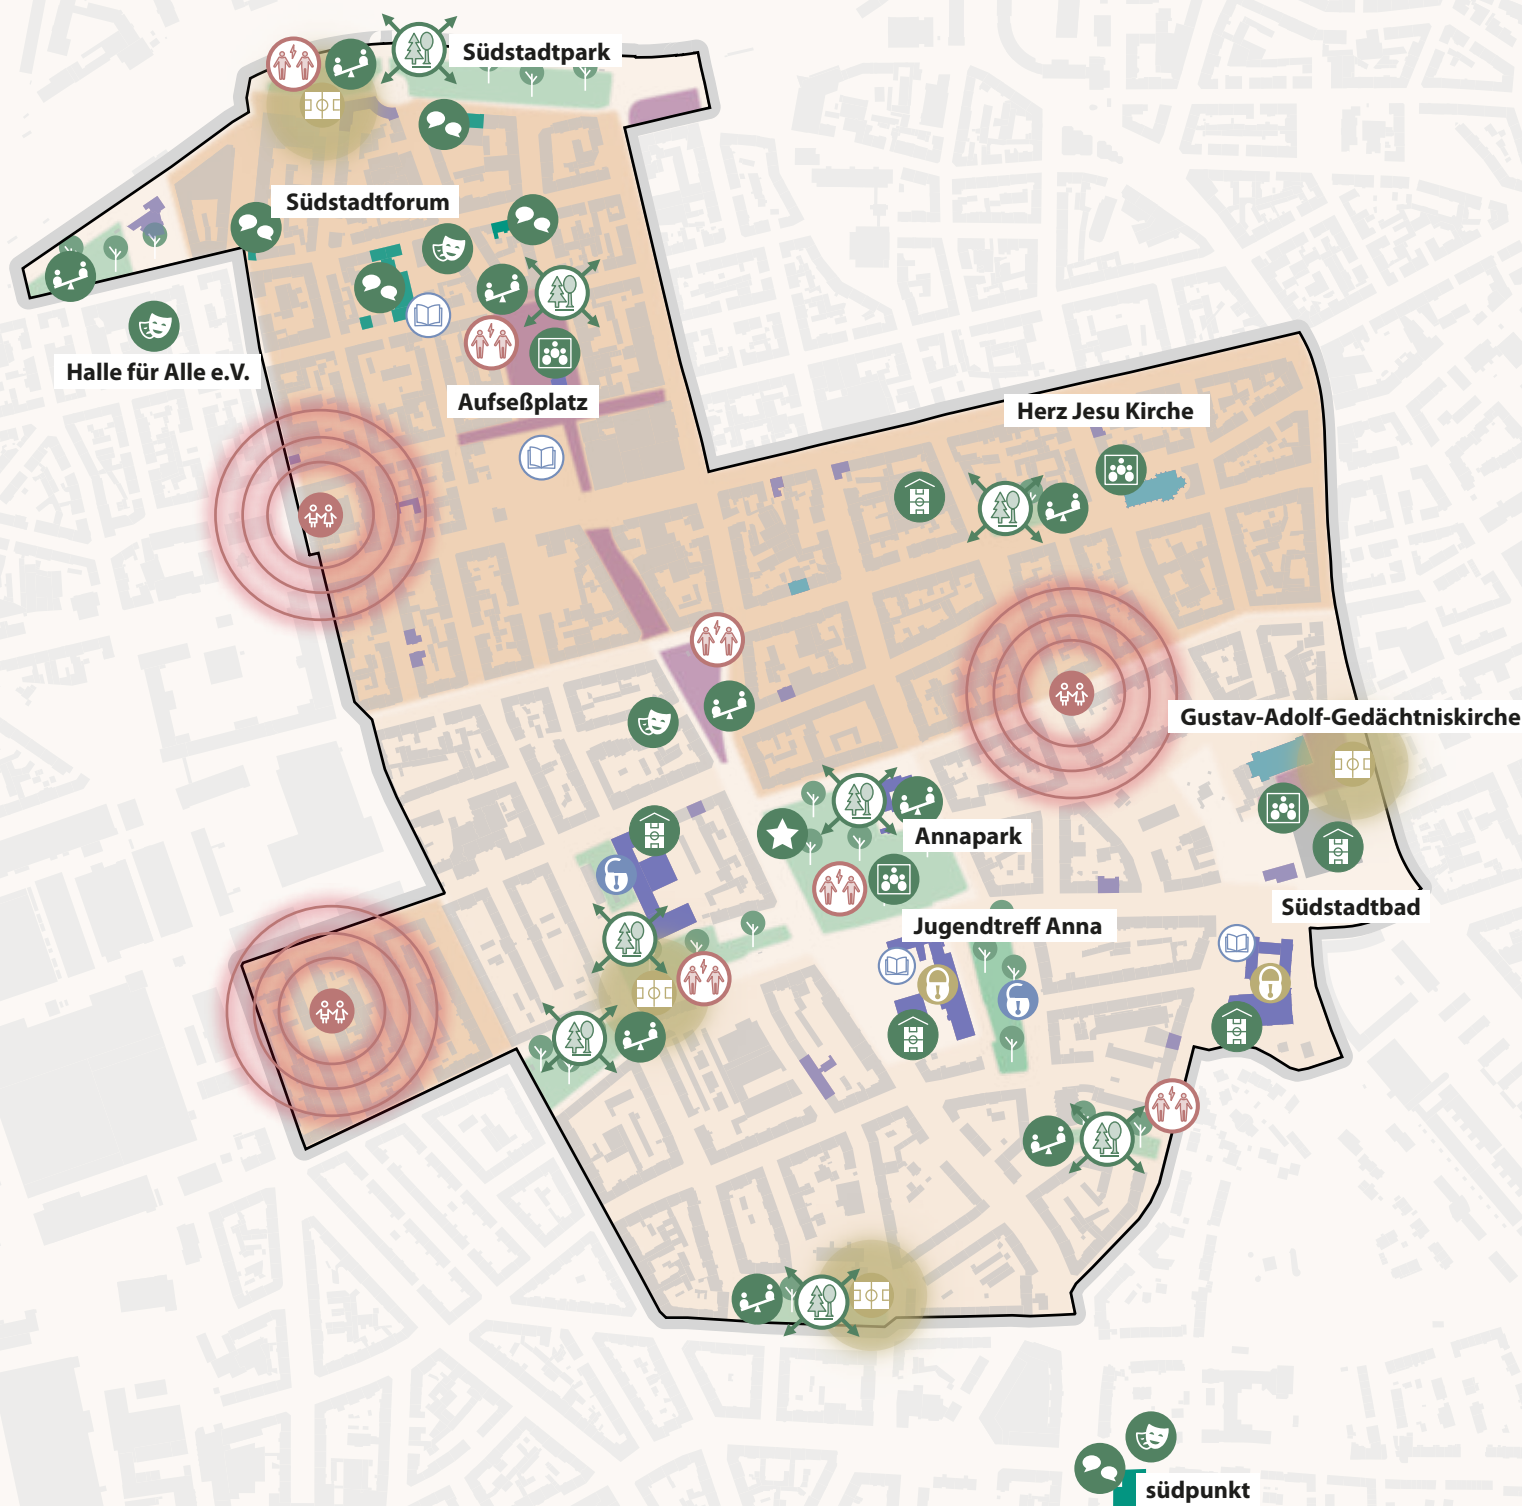 Südstadtpark
Südstadtforum
Halle für Alle e.V.
Aufseßplatz
Herz Jesu Kirche
Gustav-Adolf-Gedächtniskirche
Annapark
Südstadtbad
Jugendtreff Anna
südpunkt